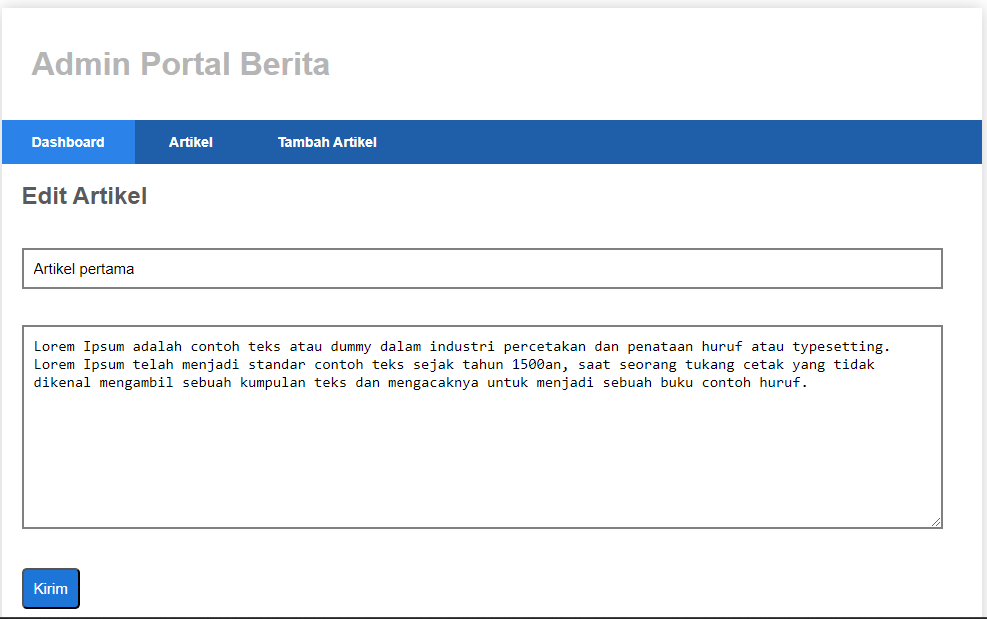 Admin Portal Berita
Dashboard Artikel Tambah Artikel
Edit Artikel
Artikel pertama
Lorem Ipsum adalah contoh teks atau dummy dalam industri percetakan dan penataan huruf atau typesetting.
Lorem Ipsum telah menjadi standar contoh teks sejak tahun 1500an, saat seorang tukang cetak yang tidak
dikenal mengambil sebuah kumpulan teks dan mengacaknya untuk menjadi sebuah buku contoh huruf.
Kirim